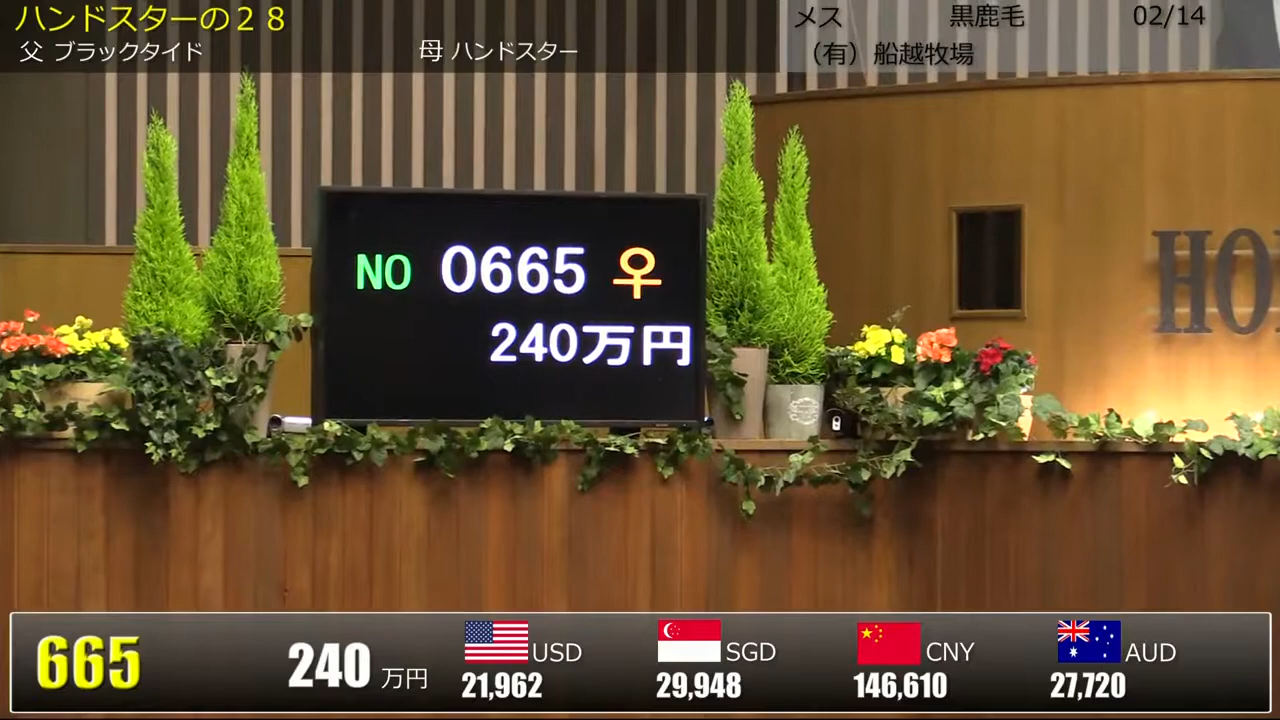 ハンドスターの２８
メス 黒鹿毛 02/14
父 ブラックタイド 母 ハンドスター （有）船越牧場
NO 0665 ♀
240万円
HO
665 240 万円
USD 21,962
SGD 29,948
CNY 146,610
AUD 27,720